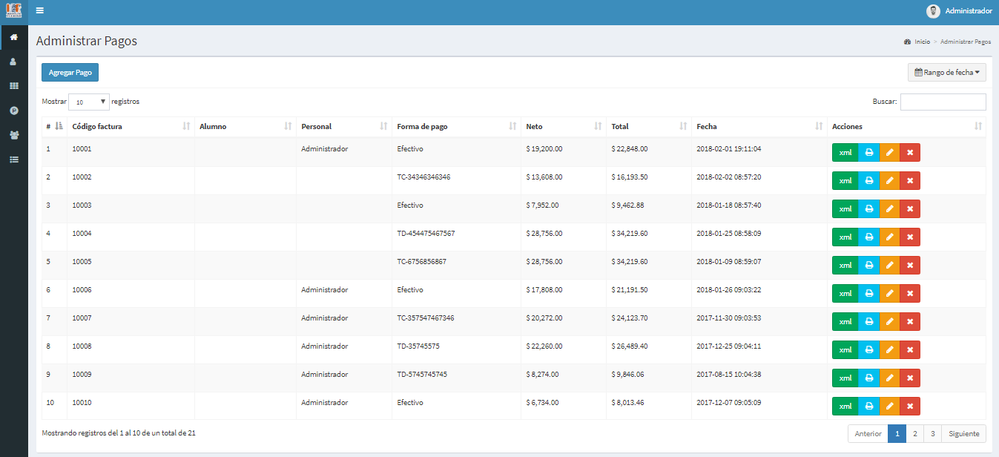 Administrador
Administrar Pagos
Inicio > Administrar Pagos
Agregar Pago
Rango de fecha
Mostrar 10 registros
Buscar:
# Código factura Alumno Personal Forma de pago Neto Total Fecha Acciones
1 10001 Administrador Efectivo $ 19,200.00 $ 22,848.00 2018-02-01 19:11:04 xml
2 10002 TC-34346346346 $ 13,608.00 $ 16,193.50 2018-02-02 08:57:20 xml
3 10003 Efectivo $ 7,952.00 $ 9,462.88 2018-01-18 08:57:40 xml
4 10004 TD-454475467567 $ 28,756.00 $ 34,219.60 2018-01-25 08:58:09 xml
5 10005 TC-6756856867 $ 28,756.00 $ 34,219.60 2018-01-09 08:59:07 xml
6 10006 Administrador Efectivo $ 17,808.00 $ 21,191.50 2018-01-26 09:03:22 xml
7 10007 Administrador TC-357547467346 $ 20,272.00 $ 24,123.70 2017-11-30 09:03:53 xml
8 10008 Administrador TD-35745575 $ 22,260.00 $ 26,489.40 2017-12-25 09:04:11 xml
9 10009 Administrador TD-5745745745 $ 8,274.00 $ 9,846.06 2017-08-15 10:04:38 xml
10 10010 Administrador Efectivo $ 6,734.00 $ 8,013.46 2017-12-07 09:05:09 xml
Mostrando registros del 1 al 10 de un total de 21
Anterior 1 2 3 Siguiente